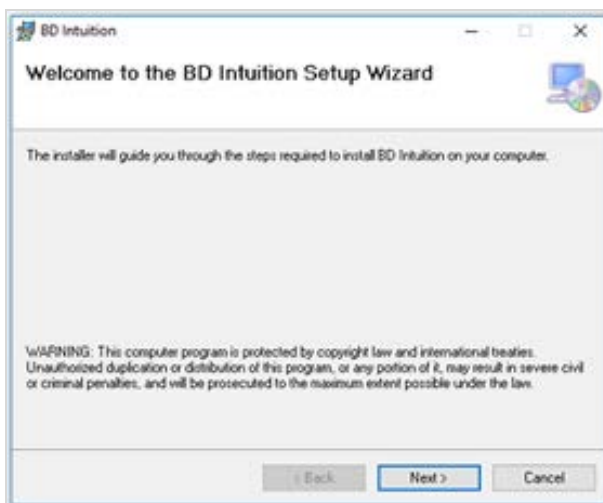 BD Intuition
Welcome to the BD Intuition Setup Wizard
The installer will guide you through the steps required to install BD Intuition on your computer.
WARNING: This computer program is protected by copyright law and international treaties.
Unauthorized duplication or distribution of this program, or any portion of it, may result in severe civil
or criminal penalties, and will be prosecuted to the maximum extent possible under the law.
< Back
Next >
Cancel